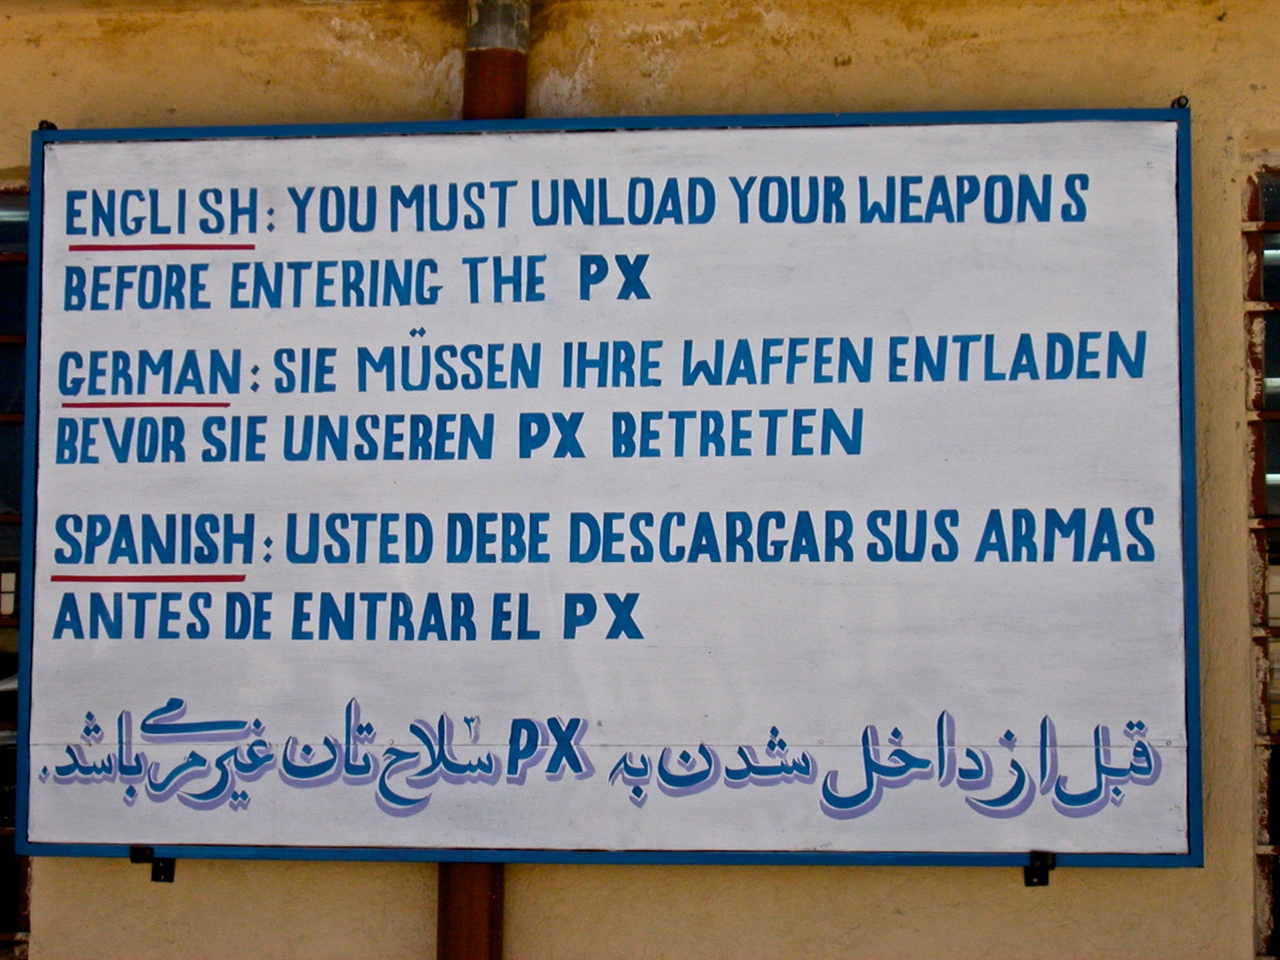 ENGLISH: YOU MUST UNLOAD YOUR WEAPONS
BEFORE ENTERING THE PX
GERMAN: SIE MÜSSEN IHRE WAFFEN ENTLADEN
BEVOR SIE UNSEREN PX BETRETEN
SPANISH: USTED DEBE DESCARGAR SUS ARMAS
ANTES DE ENTRAR EL PX
قبل از داخل شدن به PX سلاح تان غیر مرمی باشد.